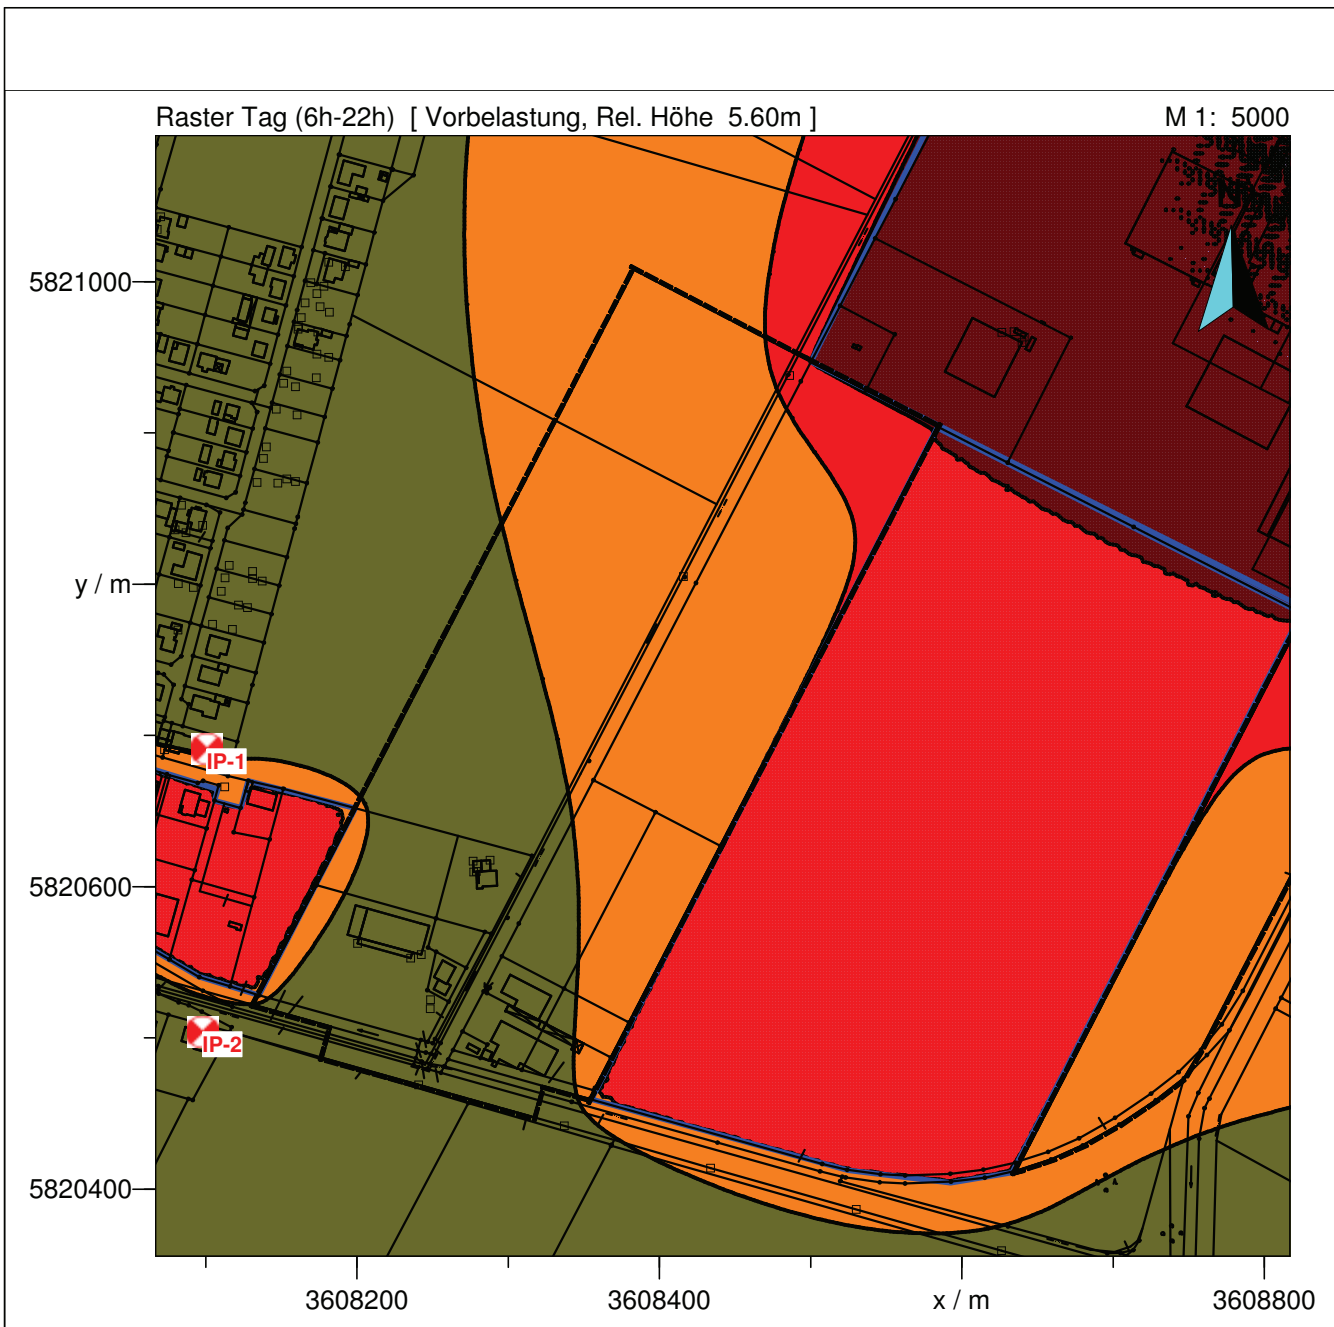 Raster Tag (6h-22h) [ Vorbelastung, Rel. Höhe 5.60m ]
M 1: 5000
5821000
y / m
IP-1
5820600
IP-2
5820400
3608200
3608400
x / m
3608800